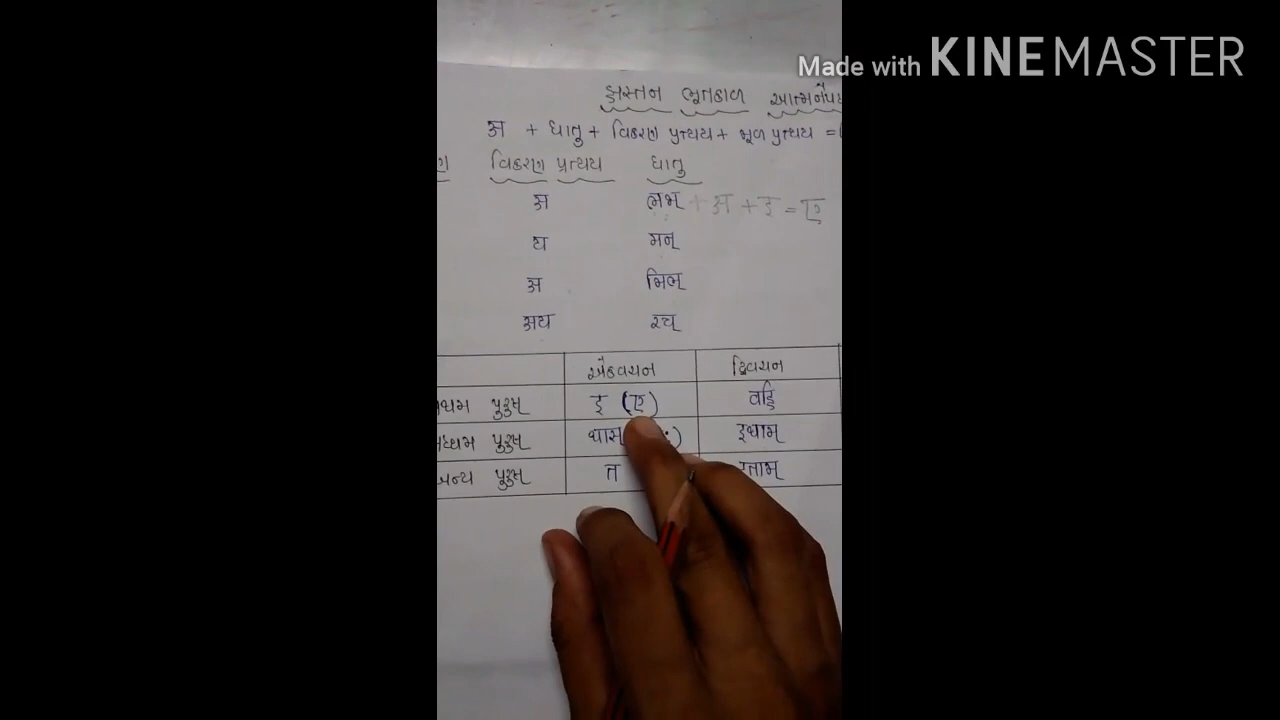 Made with KINEMASTER
હ્યસ્તન ભૂતકાળ આત્મનેપદ
अ + ધાતુ + વિકરણ પ્રત્યય + મૂળ પ્રત્યય =
વિકરણ પ્રત્યય ધાતુ
अ लभ् + अ + इ = ए
य मन्
अ मिल्
अय रच्
એકવચન દ્વિવચન
પુરુષ इ (ए) वहि
પુરુષ थास् इथाम्
પુરુષ त इताम्